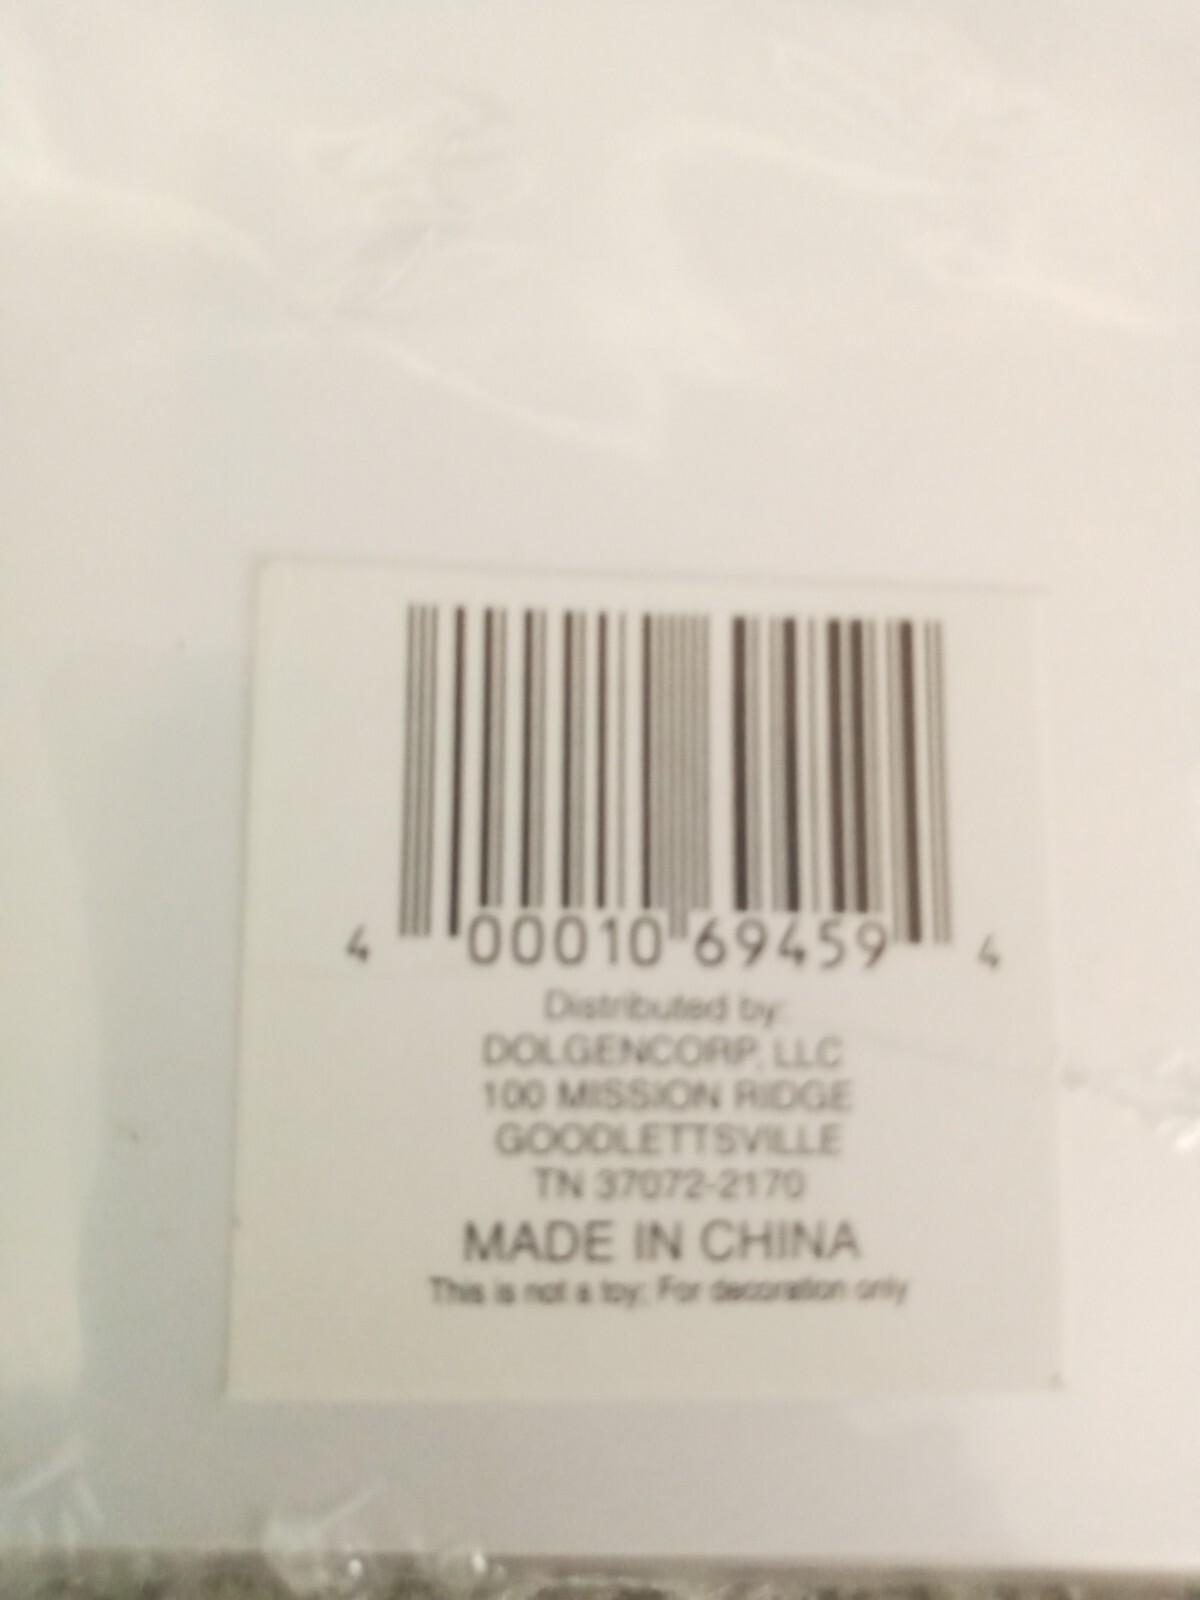 4 00010 69459 4
Distributed by:
DOLGENCORP, LLC
100 MISSION RIDGE
GOODLETTSVILLE
TN 37072-2170
MADE IN CHINA
This is not a toy; For decoration only